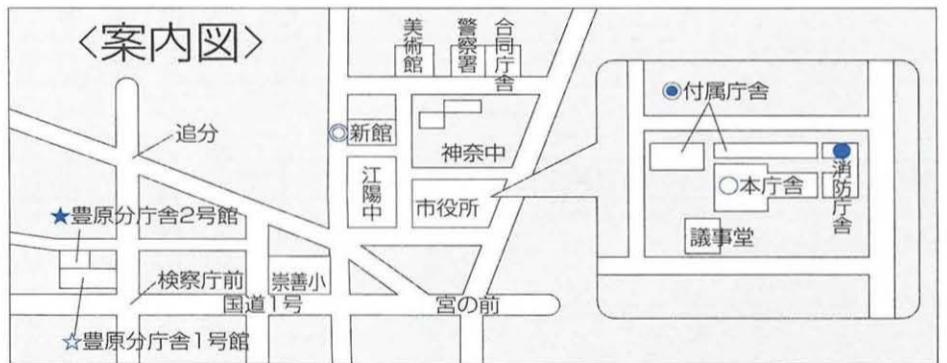 〈案内図〉
美術館
警察署
合同庁舎
◉付属庁舎
追分
◎新館
神奈中
消防庁舎
江陽中
○本庁舎
市役所
★豊原分庁舎2号館
議事堂
検察庁前
崇善小
国道1号
宮の前
☆豊原分庁舎1号館